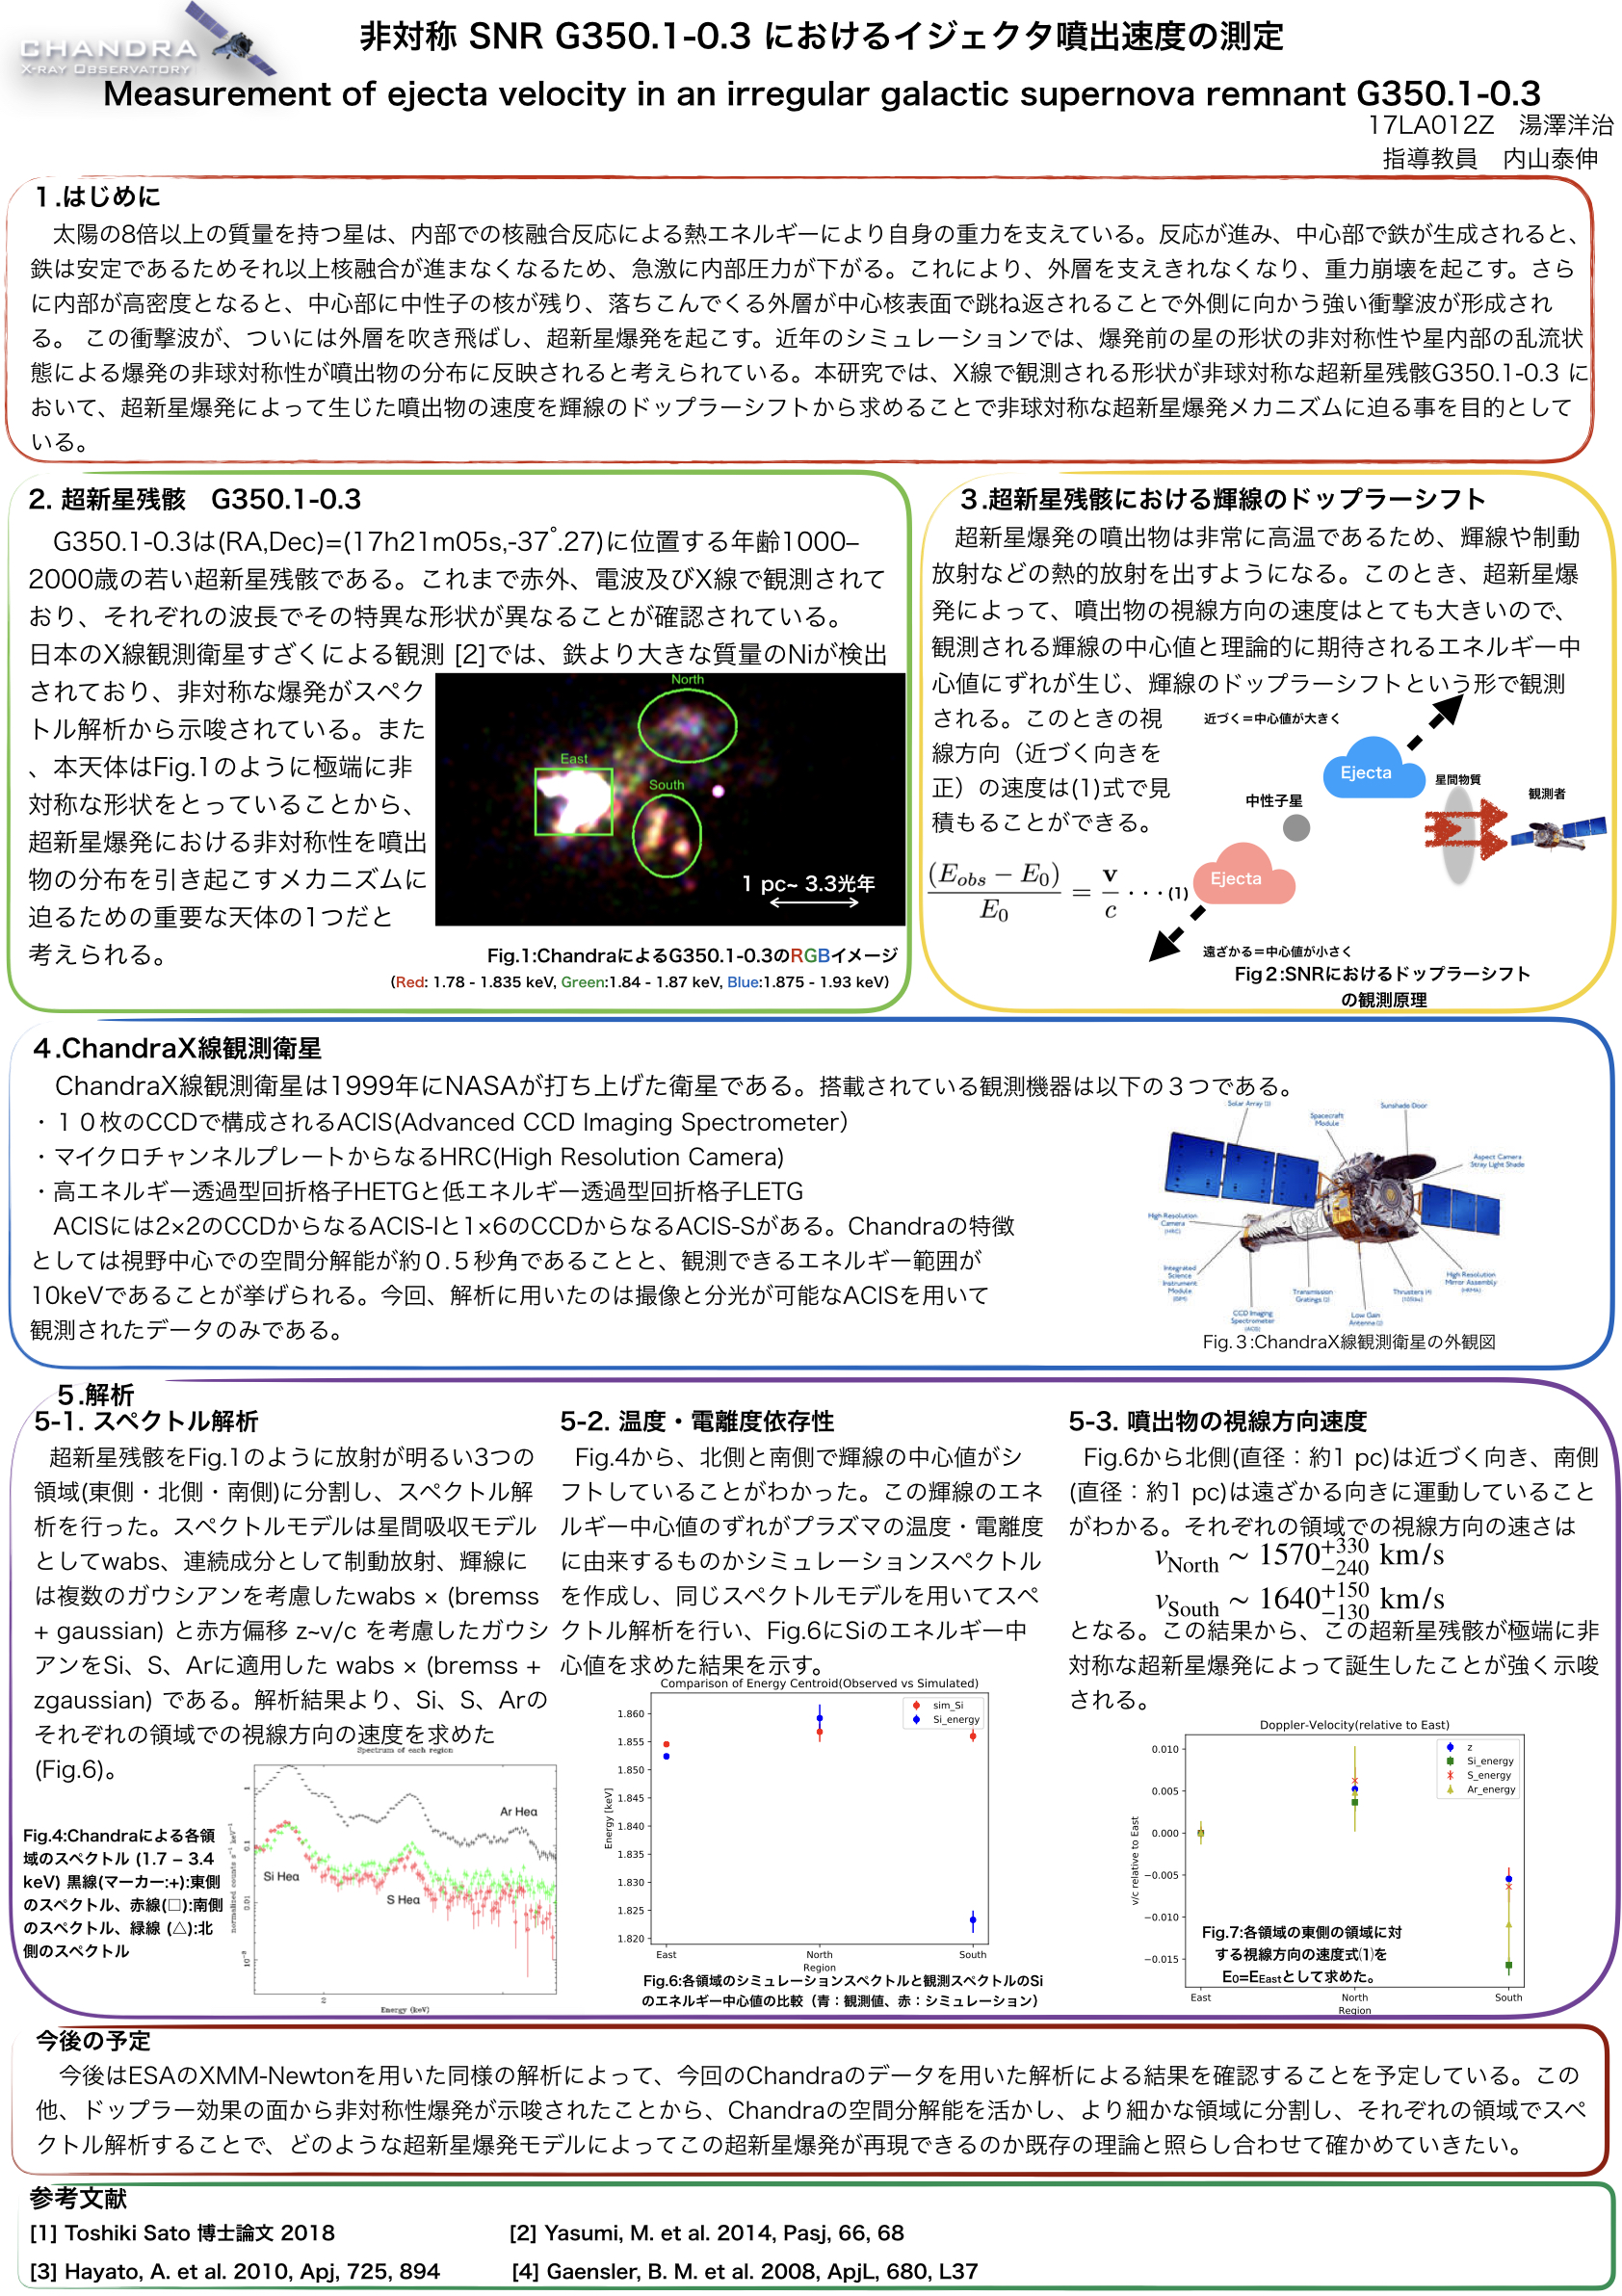 CHANDRA
X-RAY OBSERVATORY
非対称 SNR G350.1-0.3 におけるイジェクタ噴出速度の測定
Measurement of ejecta velocity in an irregular galactic supernova remnant G350.1-0.3
17LA012Z　湯澤洋治
指導教員　内山泰伸
１.はじめに
太陽の8倍以上の質量を持つ星は、内部での核融合反応による熱エネルギーにより自身の重力を支えている。反応が進み、中心部で鉄が生成されると、
鉄は安定であるためそれ以上核融合が進まなくなるため、急激に内部圧力が下がる。これにより、外層を支えきれなくなり、重力崩壊を起こす。さら
に内部が高密度となると、中心部に中性子の核が残り、落ちこんでくる外層が中心核表面で跳ね返されることで外側に向かう強い衝撃波が形成され
る。 この衝撃波が、ついには外層を吹き飛ばし、超新星爆発を起こす。近年のシミュレーションでは、爆発前の星の形状の非対称性や星内部の乱流状
態による爆発の非球対称性が噴出物の分布に反映されると考えられている。本研究では、X線で観測される形状が非球対称な超新星残骸G350.1-0.3 に
おいて、超新星爆発によって生じた噴出物の速度を輝線のドップラーシフトから求めることで非球対称な超新星爆発メカニズムに迫る事を目的として
いる。
2. 超新星残骸　G350.1-0.3
G350.1-0.3は(RA,Dec)=(17h21m05s,-37°.27)に位置する年齢1000–
2000歳の若い超新星残骸である。これまで赤外、電波及びX線で観測されて
おり、それぞれの波長でその特異な形状が異なることが確認されている。
日本のX線観測衛星すざくによる観測 [2]では、鉄より大きな質量のNiが検出
されており、非対称な爆発がスペク
トル解析から示唆されている。また
、本天体はFig.1のように極端に非
対称な形状をとっていることから、
超新星爆発における非対称性を噴出
物の分布を引き起こすメカニズムに
迫るための重要な天体の1つだと
考えられる。
North
East
South
1 pc~ 3.3光年
Fig.1:ChandraによるG350.1-0.3のRGBイメージ
(Red: 1.78 - 1.835 keV, Green:1.84 - 1.87 keV, Blue:1.875 - 1.93 keV)
３.超新星残骸における輝線のドップラーシフト
超新星爆発の噴出物は非常に高温であるため、輝線や制動
放射などの熱的放射を出すようになる。このとき、超新星爆
発によって、噴出物の視線方向の速度はとても大きいので、
観測される輝線の中心値と理論的に期待されるエネルギー中
心値にずれが生じ、輝線のドップラーシフトという形で観測
される。このときの視
線方向（近づく向きを
正）の速度は(1)式で見
積もることができる。
(E_obs − E_0)/E_0 = v/c ・・・(1)
近づく＝中心値が大きく
Ejecta
星間物質
観測者
中性子星
Ejecta
遠ざかる＝中心値が小さく
Fig２:SNRにおけるドップラーシフト
の観測原理
４.ChandraX線観測衛星
ChandraX線観測衛星は1999年にNASAが打ち上げた衛星である。搭載されている観測機器は以下の３つである。
・１０枚のCCDで構成されるACIS(Advanced CCD Imaging Spectrometer）
・マイクロチャンネルプレートからなるHRC(High Resolution Camera)
・高エネルギー透過型回折格子HETGと低エネルギー透過型回折格子LETG
ACISには2×2のCCDからなるACIS-Iと1×6のCCDからなるACIS-Sがある。Chandraの特徴
としては視野中心での空間分解能が約０.５秒角であることと、観測できるエネルギー範囲が
10keVであることが挙げられる。今回、解析に用いたのは撮像と分光が可能なACISを用いて
観測されたデータのみである。
Solar Array (2)
Spacecraft
Module
Sunshade Door
Aspect Camera
Stray Light Shade
High Resolution
Camera
(HRC)
Integrated
Science
Instrument
Module
(ISIM)
CCD Imaging
Spectrometer
(ACIS)
Transmission
Gratings (2)
Low Gain
Antenna (2)
Thrusters (4)
(105lbs)
High Resolution
Mirror Assembly
(HRMA)
Fig.３:ChandraX線観測衛星の外観図
５.解析
5-1. スペクトル解析
超新星残骸をFig.1のように放射が明るい3つの
領域(東側・北側・南側)に分割し、スペクトル解
析を行った。スペクトルモデルは星間吸収モデル
としてwabs、連続成分として制動放射、輝線に
は複数のガウシアンを考慮したwabs × (bremss
+ gaussian) と赤方偏移 z~v/c を考慮したガウシ
アンをSi、S、Arに適用した wabs × (bremss +
zgaussian) である。解析結果より、Si、S、Arの
それぞれの領域での視線方向の速度を求めた
(Fig.6)。
Fig.4:Chandraによる各領
域のスペクトル (1.7 – 3.4
keV) 黒線(マーカー:+):東側
のスペクトル、赤線(□):南側
のスペクトル、緑線 (△):北
側のスペクトル
Spectrum of each region
normalized counts s⁻¹ keV⁻¹
1
0.1
0.01
10⁻³
Si Heα
S Heα
Ar Heα
2
Energy (keV)
5-2. 温度・電離度依存性
Fig.4から、北側と南側で輝線の中心値がシ
フトしていることがわかった。この輝線のエネ
ルギー中心値のずれがプラズマの温度・電離度
に由来するものかシミュレーションスペクトル
を作成し、同じスペクトルモデルを用いてスペ
クトル解析を行い、Fig.6にSiのエネルギー中
心値を求めた結果を示す。
Comparison of Energy Centroid(Observed vs Simulated)
sim_Si
Si_energy
Energy [keV]
1.860
1.855
1.850
1.845
1.840
1.835
1.830
1.825
1.820
East North South
Region
Fig.6:各領域のシミュレーションスペクトルと観測スペクトルのSi
のエネルギー中心値の比較（青：観測値、赤：シミュレーション）
5-3. 噴出物の視線方向速度
Fig.6から北側(直径：約1 pc)は近づく向き、南側
(直径：約1 pc)は遠ざかる向きに運動していること
がわかる。それぞれの領域での視線方向の速さは
v_North ~ 1570^{+330}_{−240} km/s
v_South ~ 1640^{+150}_{−130} km/s
となる。この結果から、この超新星残骸が極端に非
対称な超新星爆発によって誕生したことが強く示唆
される。
Doppler-Velocity(relative to East)
z
Si_energy
S_energy
Ar_energy
v/c relative to East
0.010
0.005
0.000
−0.005
−0.010
−0.015
East North South
Region
Fig.7:各領域の東側の領域に対
する視線方向の速度式(1)を
E₀=E_Eastとして求めた。
今後の予定
今後はESAのXMM-Newtonを用いた同様の解析によって、今回のChandraのデータを用いた解析による結果を確認することを予定している。この
他、ドップラー効果の面から非対称性爆発が示唆されたことから、Chandraの空間分解能を活かし、より細かな領域に分割し、それぞれの領域でスペ
クトル解析することで、どのような超新星爆発モデルによってこの超新星爆発が再現できるのか既存の理論と照らし合わせて確かめていきたい。
参考文献
[1] Toshiki Sato 博士論文 2018
[2] Yasumi, M. et al. 2014, Pasj, 66, 68
[3] Hayato, A. et al. 2010, Apj, 725, 894
[4] Gaensler, B. M. et al. 2008, ApjL, 680, L37